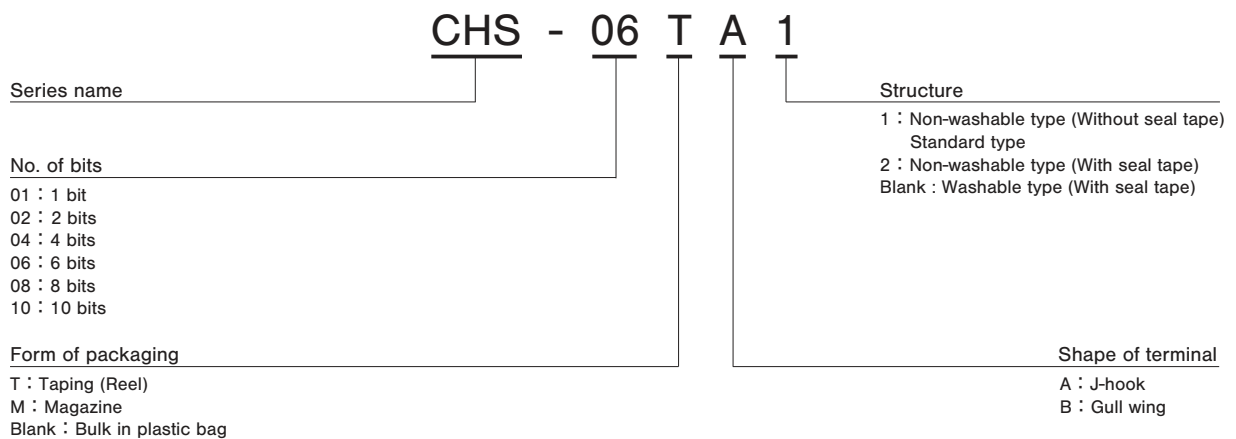 CHS - 06 T A 1
Series name
No. of bits
01：1 bit
02：2 bits
04：4 bits
06：6 bits
08：8 bits
10：10 bits
Form of packaging
T：Taping (Reel)
M：Magazine
Blank：Bulk in plastic bag
Structure
1：Non-washable type (Without seal tape)
Standard type
2：Non-washable type (With seal tape)
Blank : Washable type (With seal tape)
Shape of terminal
A：J-hook
B：Gull wing